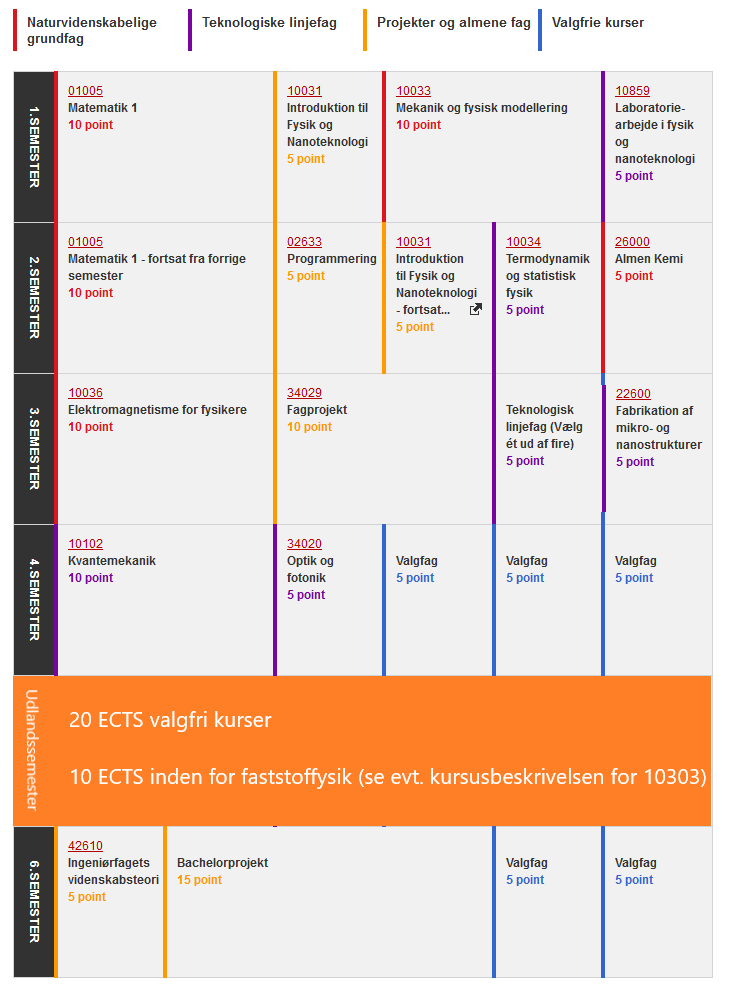 Naturvidenskabelige
grundfag
Teknologiske linjefag
Projekter og almene fag
Valgfrie kurser
1.SEMESTER
01005
Matematik 1
10 point
10031
Introduktion til
Fysik og
Nanoteknologi
5 point
10033
Mekanik og fysisk modellering
10 point
10859
Laboratorie-
arbejde i fysik
og
nanoteknologi
5 point
2.SEMESTER
01005
Matematik 1 - fortsat fra forrige
semester
10 point
02633
Programmering
5 point
10031
Introduktion
til Fysik og
Nanoteknologi
- fortsat...
5 point
10034
Termodynamik
og statistisk
fysik
5 point
26000
Almen Kemi
5 point
3.SEMESTER
10036
Elektromagnetisme for fysikere
10 point
34029
Fagprojekt
10 point
Teknologisk
linjefag (Vælg
ét ud af fire)
5 point
22600
Fabrikation af
mikro- og
nanostrukturer
5 point
4.SEMESTER
10102
Kvantemekanik
10 point
34020
Optik og
fotonik
5 point
Valgfag
5 point
Valgfag
5 point
Valgfag
5 point
Udlandssemester
20 ECTS valgfri kurser
10 ECTS inden for faststoffysik (se evt. kursusbeskrivelsen for 10303)
6.SEMESTER
42610
Ingeniørfagets
videnskabsteori
5 point
Bachelorprojekt
15 point
Valgfag
5 point
Valgfag
5 point